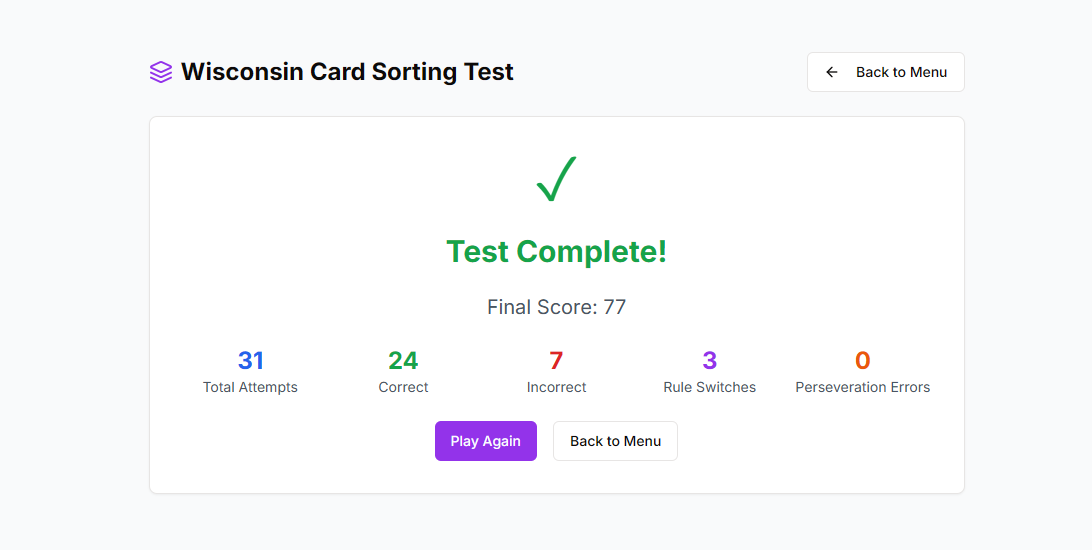 Wisconsin Card Sorting Test
Back to Menu
Test Complete!
Final Score: 77
31
Total Attempts
24
Correct
7
Incorrect
3
Rule Switches
0
Perseveration Errors
Play Again
Back to Menu